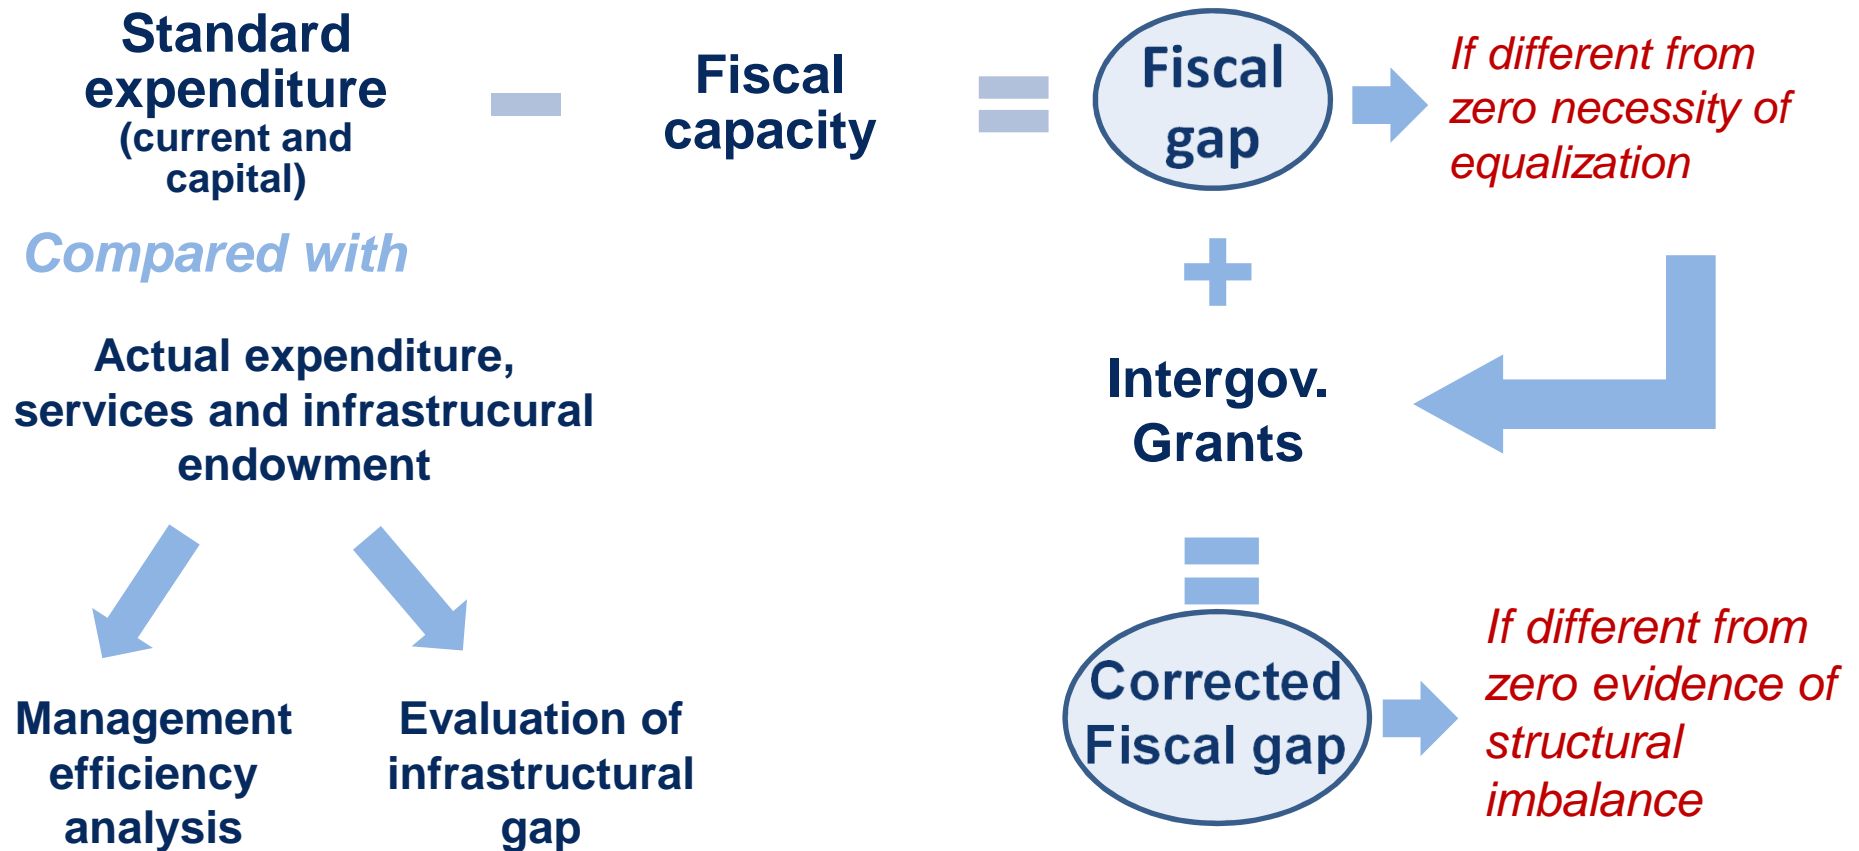 Standard
expenditure
(current and
capital)
Fiscal
capacity
Fiscal
gap
If different from
zero necessity of
equalization
Compared with
Actual expenditure,
services and infrastrucural
endowment
Intergov.
Grants
Management
efficiency
analysis
Evaluation of
infrastructural
gap
Corrected
Fiscal gap
If different from
zero evidence of
structural
imbalance